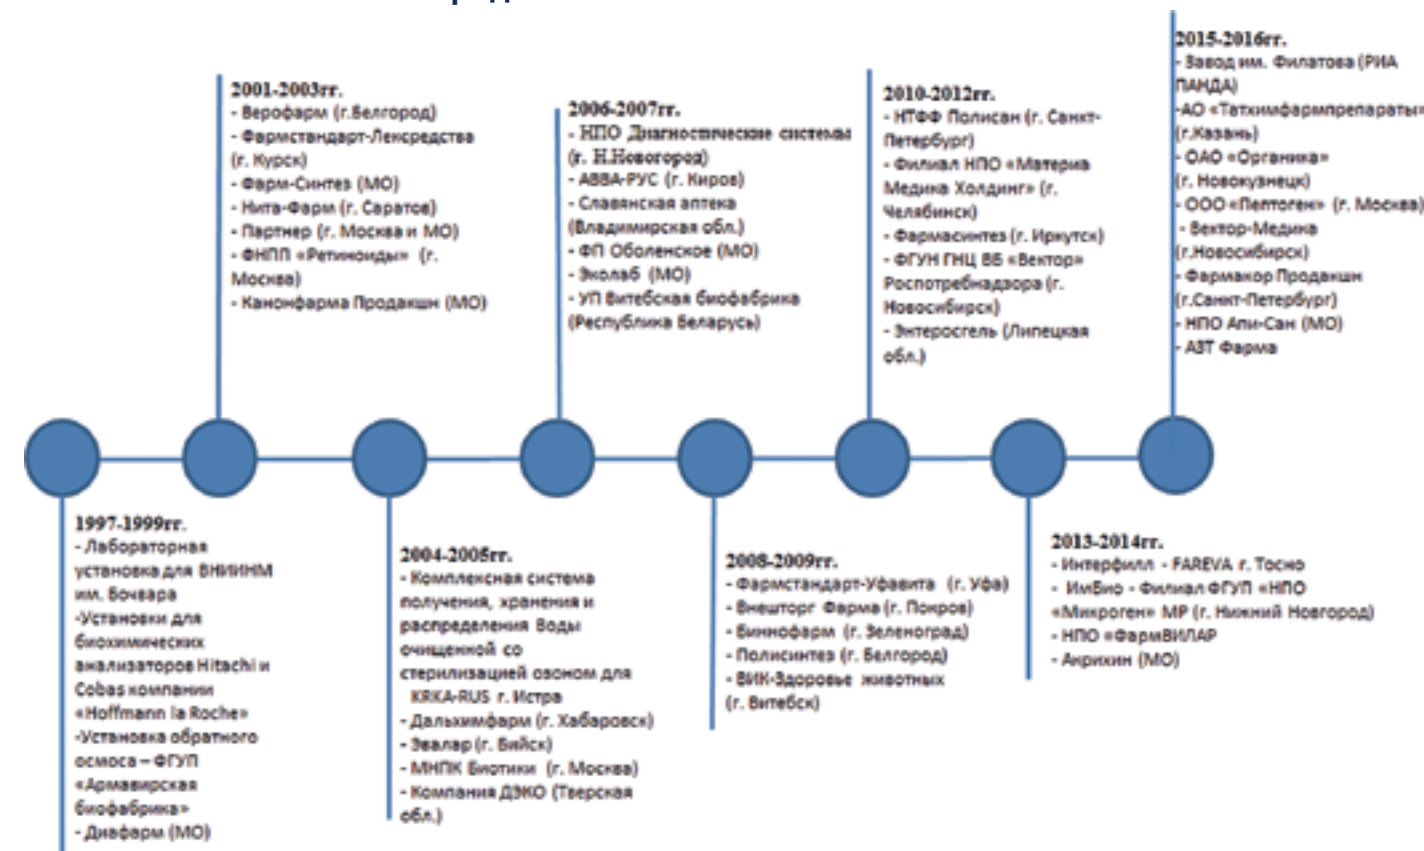 2001-2003гг.
- Верофарм (г.Белгород)
- Фармстандарт-Лексредства
(г. Курск)
- Фарм-Синтез (МО)
- Нита-Фарм (г. Саратов)
- Партнер (г. Москва и МО)
- ФНПП «Ретиноиды» (г.
Москва)
- Канонфарма Продакшн (МО)
2006-2007гг.
- НПО Диагностические системы
(г. Н.Новогород)
- АВВА-РУС (г. Киров)
- Славянская аптека
(Владимирская обл.)
- ФП Оболенское (МО)
- Эколаб (МО)
- УП Витебская биофабрика
(Республика Беларусь)
2010-2012гг.
- НТФФ Полисан (г. Санкт-
Петербург)
- Филиал НПО «Материа
Медика Холдинг» (г.
Челябинск)
- Фармасинтез (г. Иркутск)
- ФГУН ГНЦ ВБ «Вектор»
Роспотребнадзора (г.
Новосибирск)
- Энтеросгель (Липецкая
обл.)
2015-2016гг.
- Завод им. Филатова (РИА
ПАНДА)
-АО «Татхимфармпрепараты»
(г.Казань)
- ОАО «Органика»
(г. Новокузнецк)
- ООО «Пептоген» (г. Москва)
- Вектор-Медика
(г.Новосибирск)
- Фармакор Продакшн
(г.Санкт-Петербург)
- НПО Апи-Сан (МО)
- АЗТ Фарма
1997-1999гг.
- Лабораторная
установка для ВНИИНМ
им. Бочвара
-Установки для
биохимических
анализаторов Hitachi и
Cobas компании
«Hoffmann la Roche»
-Установка обратного
осмоса – ФГУП
«Армавирская
биофабрика»
- Диафарм (МО)
2004-2005гг.
- Комплексная система
получения, хранения и
распределения Воды
очищенной со
стерилизацией озоном для
KRKA-RUS г. Истра
- Дальхимфарм (г. Хабаровск)
- Эвалар (г. Бийск)
- МНПК Биотики (г. Москва)
- Компания ДЭКО (Тверская
обл.)
2008-2009гг.
- Фармстандарт-Уфавита (г. Уфа)
- Внешторг Фарма (г. Покров)
- Биннофарм (г. Зеленоград)
- Полисинтез (г. Белгород)
- ВИК-Здоровье животных
(г. Витебск)
2013-2014гг.
- Интерфилл - FAREVA г. Тосно
- ИмБио - Филиал ФГУП «НПО
«Микроген» МР (г. Нижний Новгород)
- НПО «ФармВИЛАР
- Акрихин (МО)